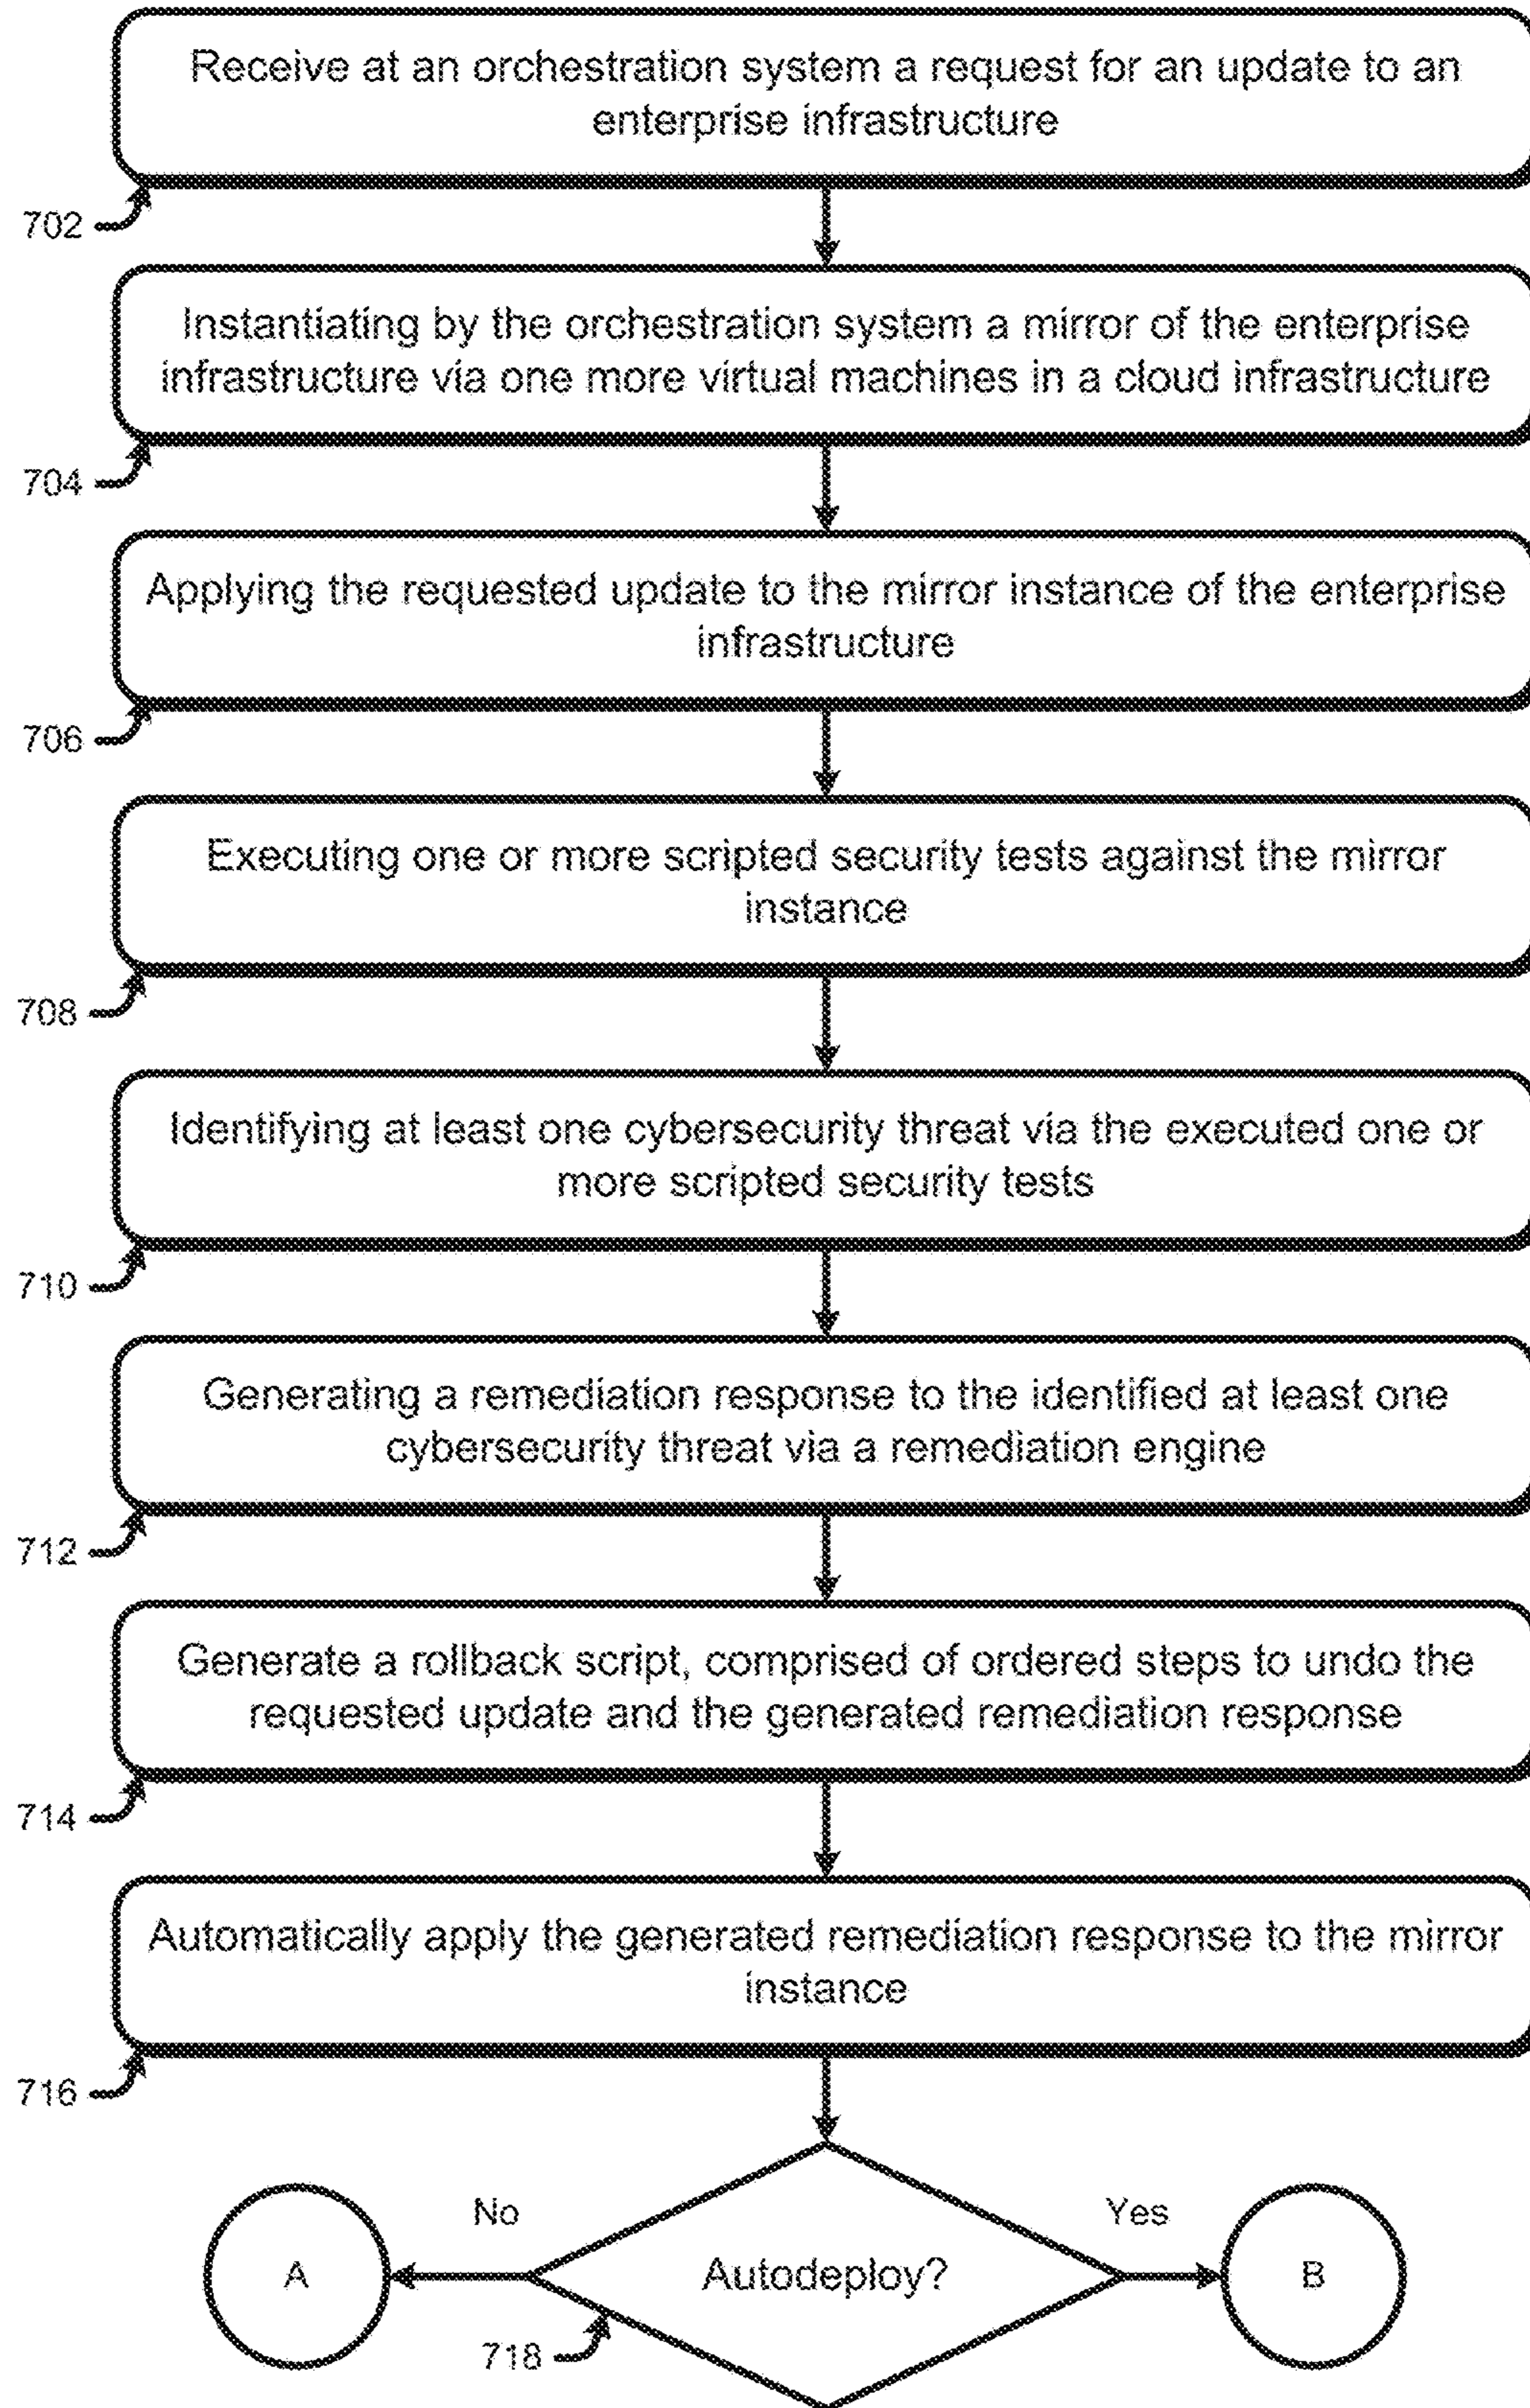 Receive at an orchestration system a request for an update to an
enterprise infrastructure
702
Instantiating by the orchestration system a mirror of the enterprise
infrastructure via one more virtual machines in a cloud infrastructure
704
Applying the requested update to the mirror instance of the enterprise
infrastructure
706
Executing one or more scripted security tests against the mirror
instance
708
Identifying at least one cybersecurity threat via the executed one or
more scripted security tests
710
Generating a remediation response to the identified at least one
cybersecurity threat via a remediation engine
712
Generate a rollback script, comprised of ordered steps to undo the
requested update and the generated remediation response
714
Automatically apply the generated remediation response to the mirror
instance
716
No
Yes
A
Autodeploy?
B
718